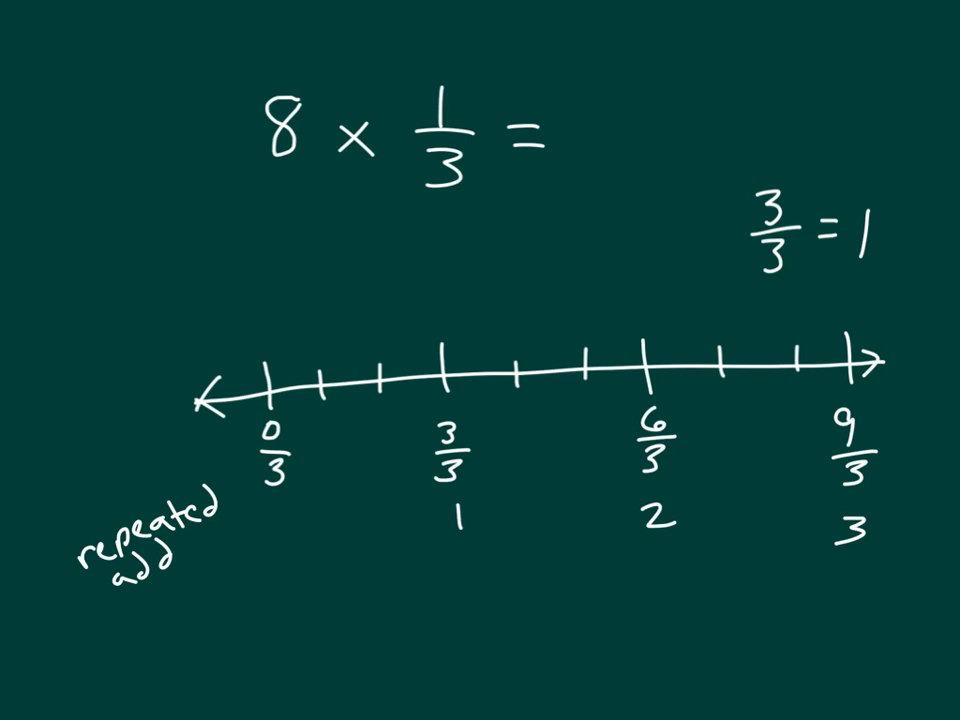 8 × 1/3 =
3/3 = 1
0/3 3/3 6/3 9/3
1 2 3
repeated
add